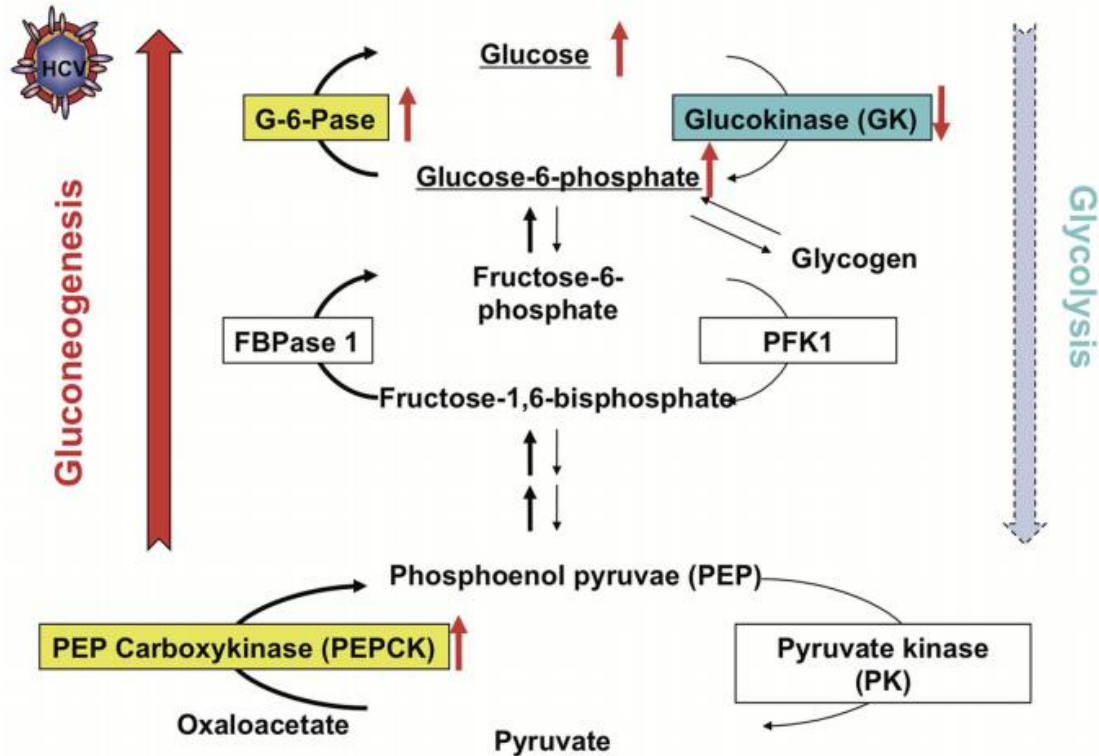 HCV
Glucose
G-6-Pase
Glucokinase (GK)
Glucose-6-phosphate
Glycogen
Fructose-6-
phosphate
FBPase 1
PFK1
Fructose-1,6-bisphosphate
Phosphoenol pyruvae (PEP)
PEP Carboxykinase (PEPCK)
Pyruvate kinase
(PK)
Oxaloacetate
Pyruvate
Gluconeogenesis
Glycolysis